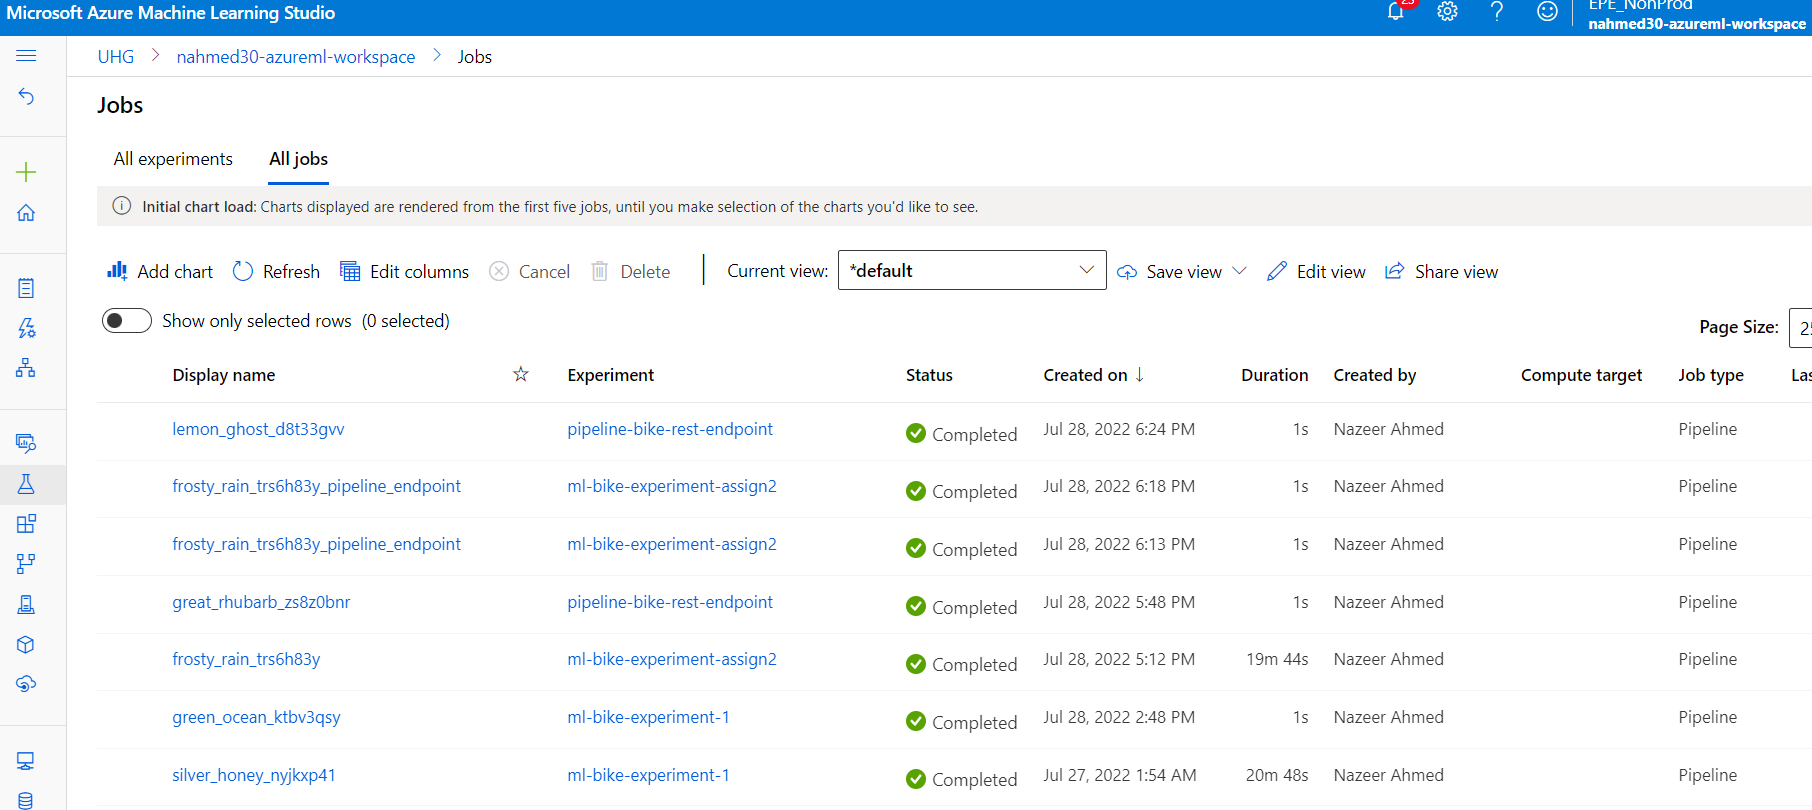 Microsoft Azure Machine Learning Studio
23
EPE_NonProd
nahmed30-azureml-workspace
UHG > nahmed30-azureml-workspace > Jobs
Jobs
All experiments All jobs
Initial chart load: Charts displayed are rendered from the first five jobs, until you make selection of the charts you'd like to see.
Add chart Refresh Edit columns Cancel Delete Current view: *default Save view Edit view Share view
Show only selected rows (0 selected)
Page Size: 25
Display name Experiment Status Created on ↓ Duration Created by Compute target Job type Las
lemon_ghost_d8t33gvv pipeline-bike-rest-endpoint Completed Jul 28, 2022 6:24 PM 1s Nazeer Ahmed Pipeline
frosty_rain_trs6h83y_pipeline_endpoint ml-bike-experiment-assign2 Completed Jul 28, 2022 6:18 PM 1s Nazeer Ahmed Pipeline
frosty_rain_trs6h83y_pipeline_endpoint ml-bike-experiment-assign2 Completed Jul 28, 2022 6:13 PM 1s Nazeer Ahmed Pipeline
great_rhubarb_zs8z0bnr pipeline-bike-rest-endpoint Completed Jul 28, 2022 5:48 PM 1s Nazeer Ahmed Pipeline
frosty_rain_trs6h83y ml-bike-experiment-assign2 Completed Jul 28, 2022 5:12 PM 19m 44s Nazeer Ahmed Pipeline
green_ocean_ktbv3qsy ml-bike-experiment-1 Completed Jul 28, 2022 2:48 PM 1s Nazeer Ahmed Pipeline
silver_honey_nyjkxp41 ml-bike-experiment-1 Completed Jul 27, 2022 1:54 AM 20m 48s Nazeer Ahmed Pipeline